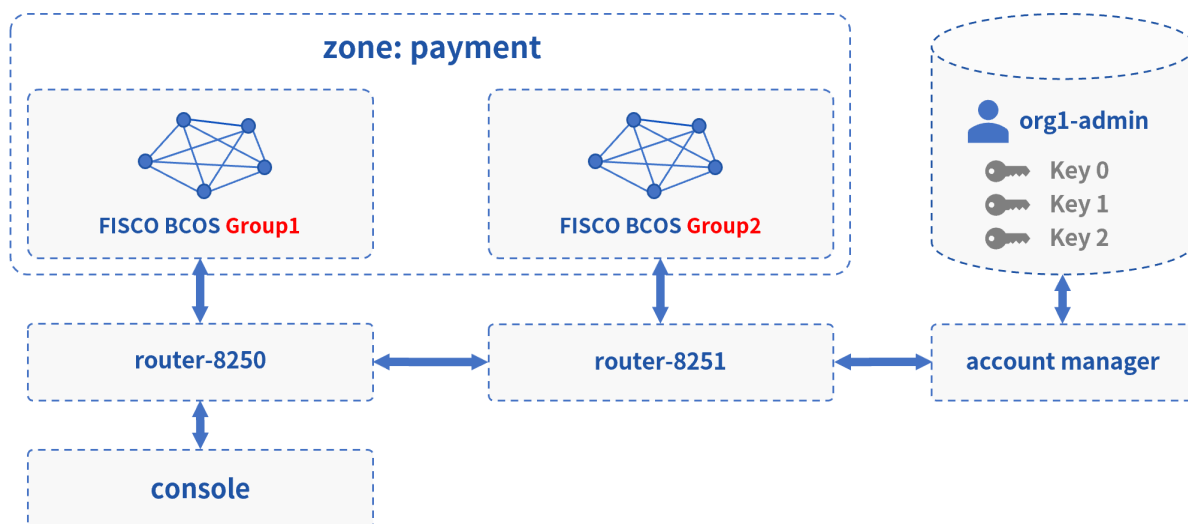 zone: payment
FISCO BCOS Group1
FISCO BCOS Group2
org1-admin
Key 0
Key 1
Key 2
router-8250
router-8251
account manager
console